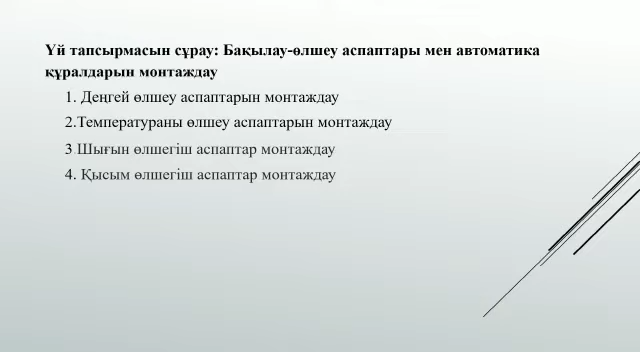 Үй тапсырмасын сұрау: Бақылау-өлшеу аспаптары мен автоматика
құралдарын монтаждау
1. Деңгей өлшеу аспаптарын монтаждау
2.Температураны өлшеу аспаптарын монтаждау
3 Шығын өлшегіш аспаптар монтаждау
4. Қысым өлшегіш аспаптар монтаждау